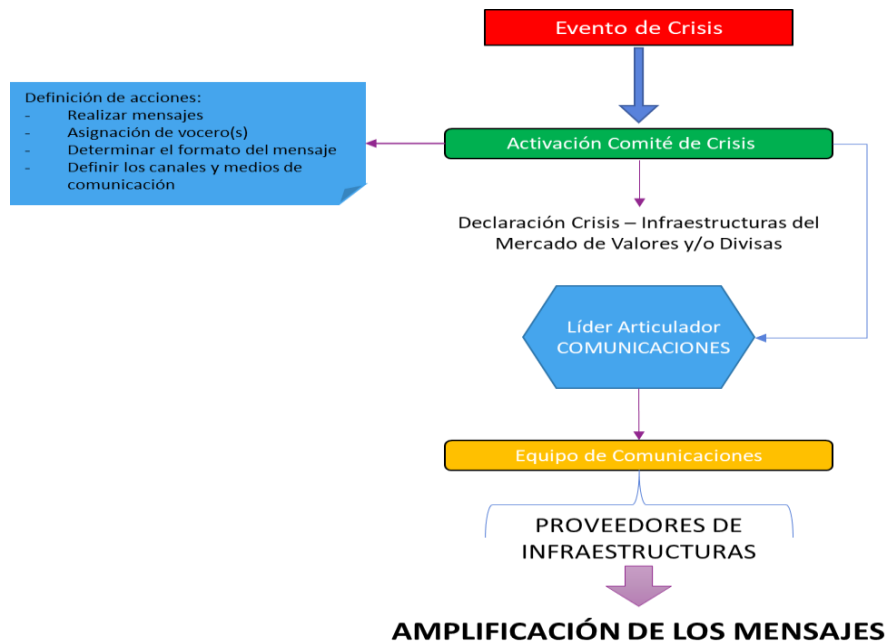 Evento de Crisis
Definición de acciones:
- Realizar mensajes
- Asignación de vocero(s)
- Determinar el formato del mensaje
- Definir los canales y medios de
comunicación
Activación Comité de Crisis
Declaración Crisis – Infraestructuras del
Mercado de Valores y/o Divisas
Líder Articulador
COMUNICACIONES
Equipo de Comunicaciones
PROVEEDORES DE
INFRAESTRUCTURAS
AMPLIFICACIÓN DE LOS MENSAJES